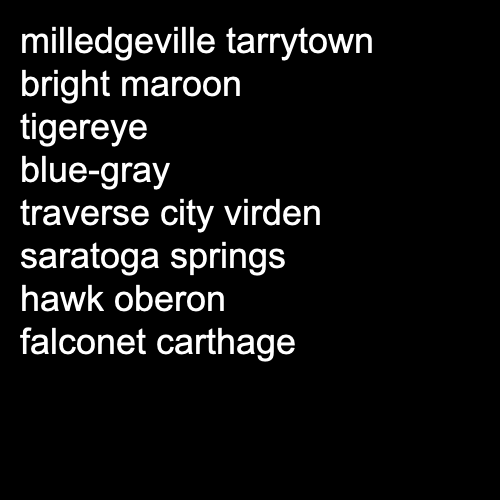 milledgeville tarrytown
bright maroon
tigereye
blue-gray
traverse city virden
saratoga springs
hawk oberon
falconet carthage